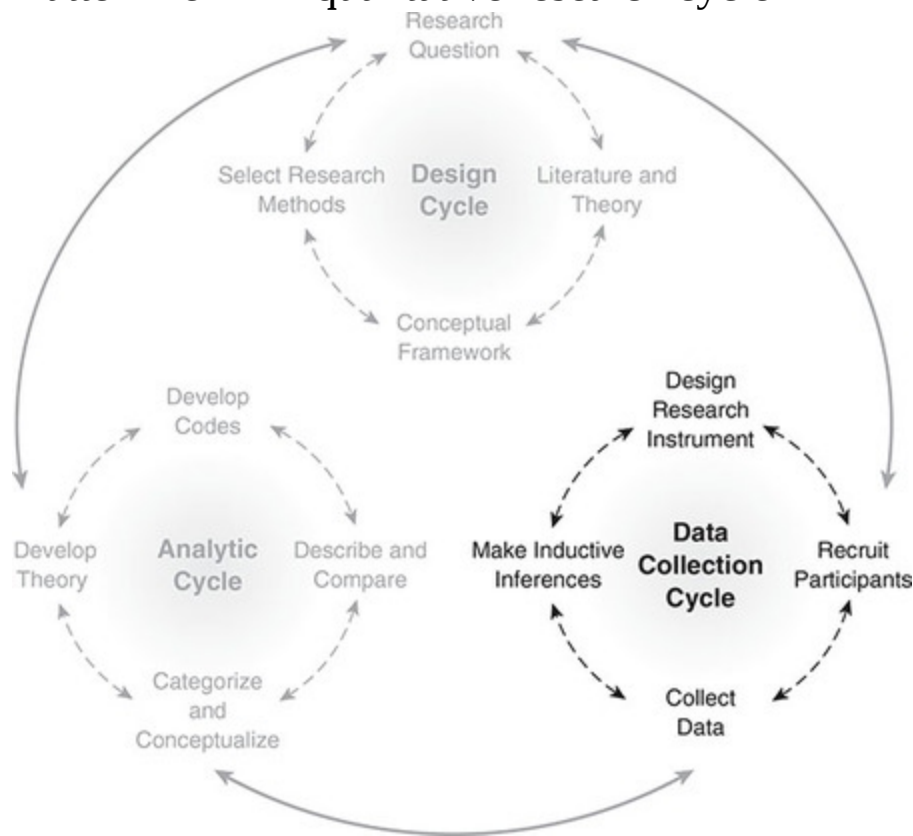 Research
Question
Select Research
Methods
Design
Cycle
Literature and
Theory
Conceptual
Framework
Develop
Codes
Develop
Theory
Analytic
Cycle
Describe and
Compare
Categorize
and
Conceptualize
Design
Research
Instrument
Make Inductive
Inferences
Data
Collection
Cycle
Recruit
Participants
Collect
Data